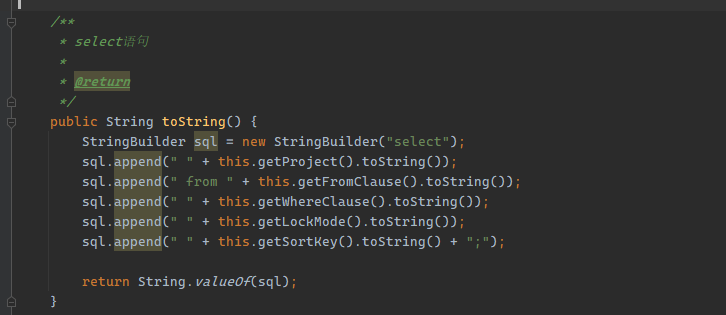 /**
 * select语句
 *
 * @return
 */
public String toString() {
    StringBuilder sql = new StringBuilder("select");
    sql.append(" " + this.getProject().toString());
    sql.append(" from " + this.getFromClause().toString());
    sql.append(" " + this.getWhereClause().toString());
    sql.append(" " + this.getLockMode().toString());
    sql.append(" " + this.getSortKey().toString() + ";");

    return String.valueOf(sql);
}